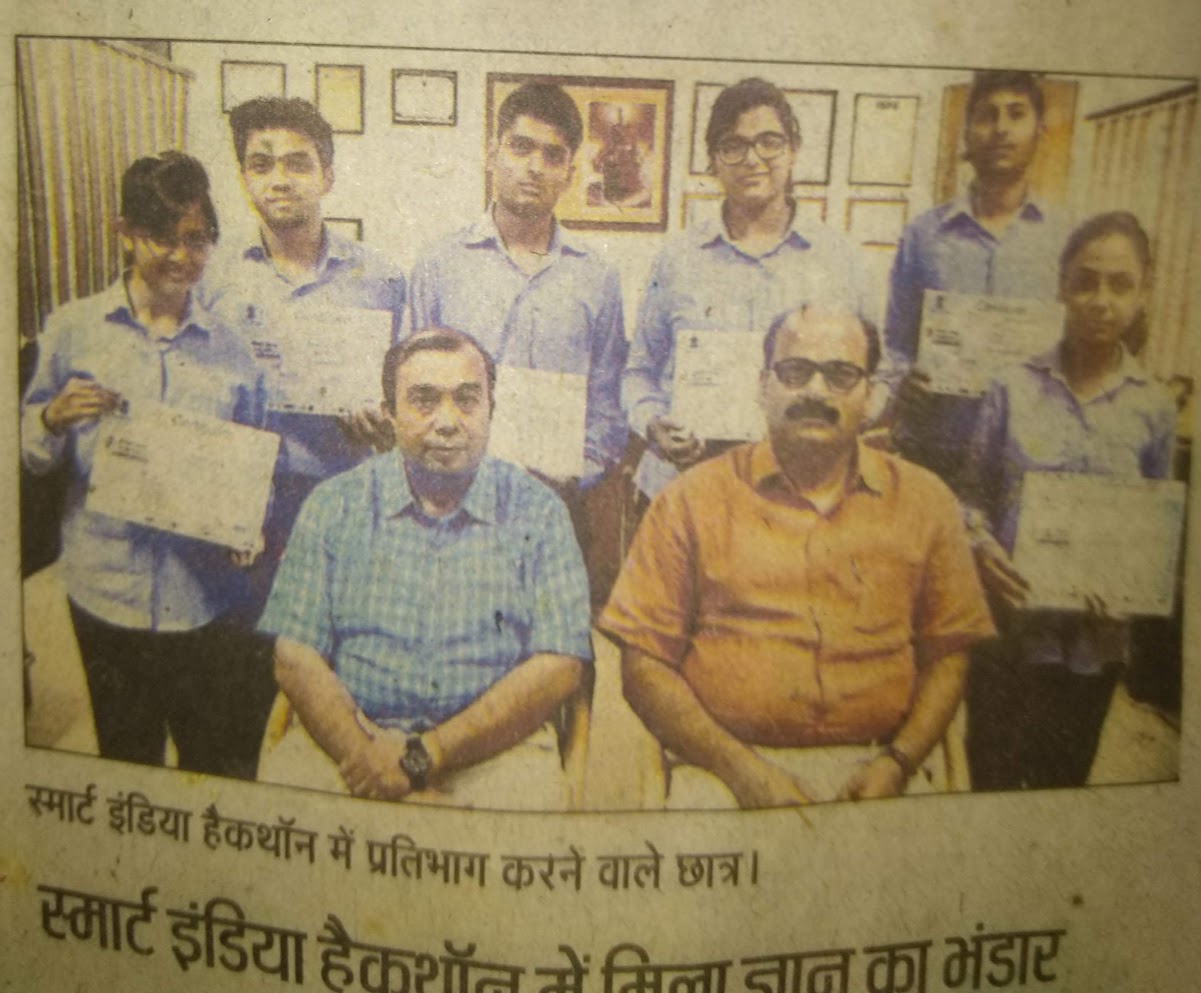 स्मार्ट इंडिया हैकथॉन में प्रतिभाग करने वाले छात्र।
स्मार्ट इंडिया हैकथॉन में मिला ज्ञान का भंडार